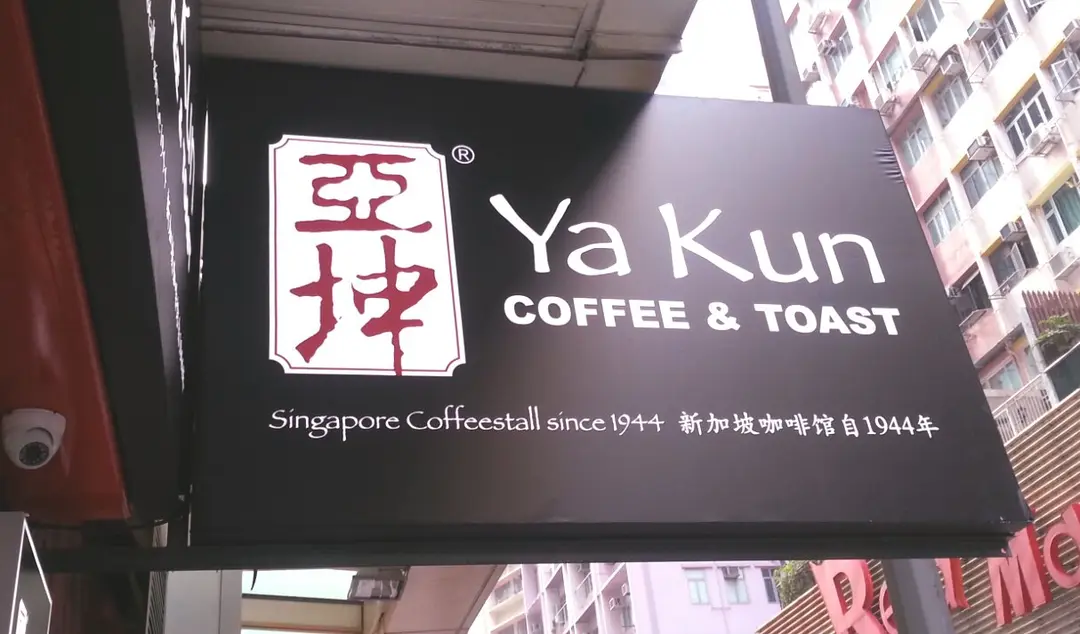 亞坤®
Ya Kun
COFFEE & TOAST
Singapore Coffeestall since 1944 新加坡咖啡馆自1944年
Red